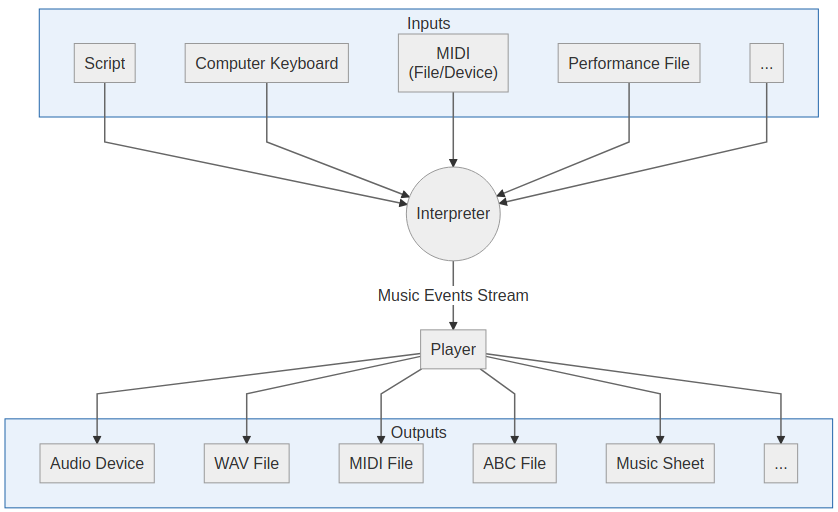 Inputs
Script
Computer Keyboard
MIDI
(File/Device)
Performance File
...
Interpreter
Music Events Stream
Player
Outputs
Audio Device
WAV File
MIDI File
ABC File
Music Sheet
...